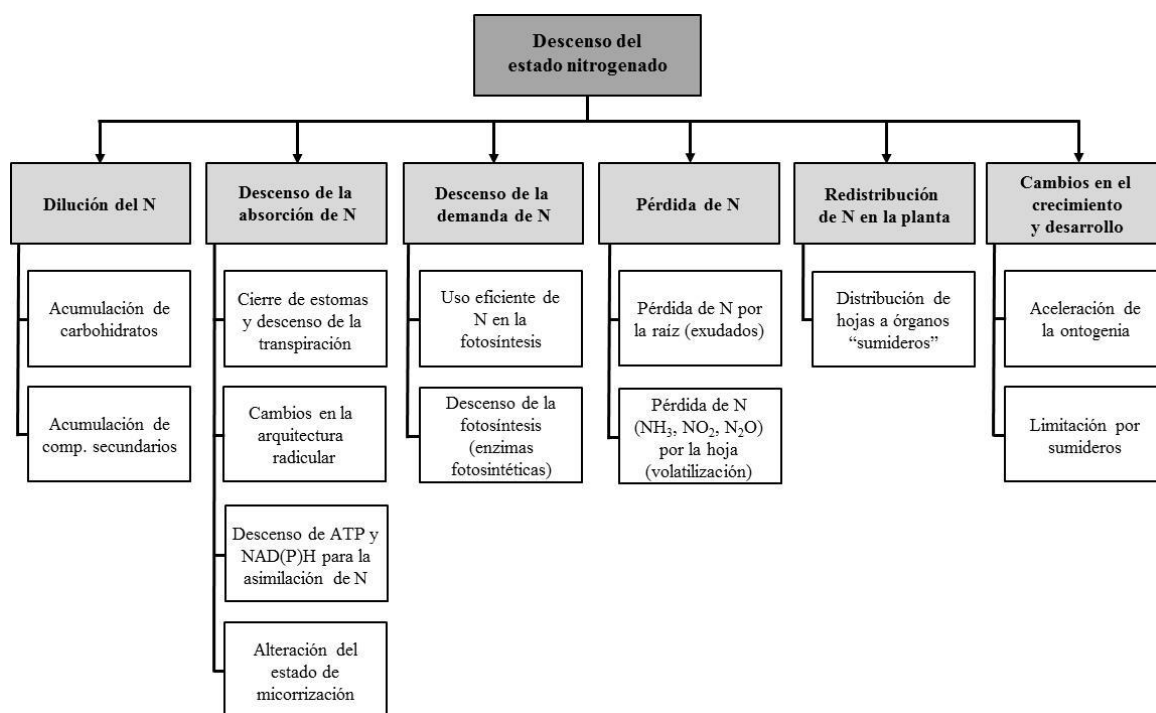 Descenso del
estado nitrogenado
Dilución del N
Acumulación de
carbohidratos
Acumulación de
comp. secundarios
Descenso de la
absorción de N
Cierre de estomas
y descenso de la
transpiración
Cambios en la
arquitectura
radicular
Descenso de ATP y
NAD(P)H para la
asimilación de N
Alteración del
estado de
micorrización
Descenso de la
demanda de N
Uso eficiente de
N en la
fotosíntesis
Descenso de la
fotosíntesis
(enzimas
fotosintéticas)
Pérdida de N
Pérdida de N por
la raíz (exudados)
Pérdida de N
(NH₃, NO₂, N₂O)
por la hoja
(volatilización)
Redistribución
de N en la planta
Distribución de
hojas a órganos
“sumideros”
Cambios en el
crecimiento
y desarrollo
Aceleración de
la ontogenia
Limitación por
sumideros